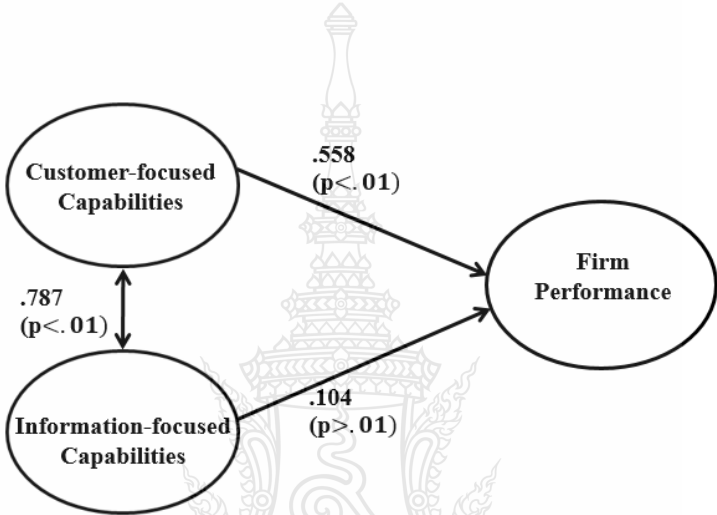 .558
(p<.01)
Customer-focused
Capabilities
Firm
Performance
.787
(p<.01)
.104
(p>.01)
Information-focused
Capabilities